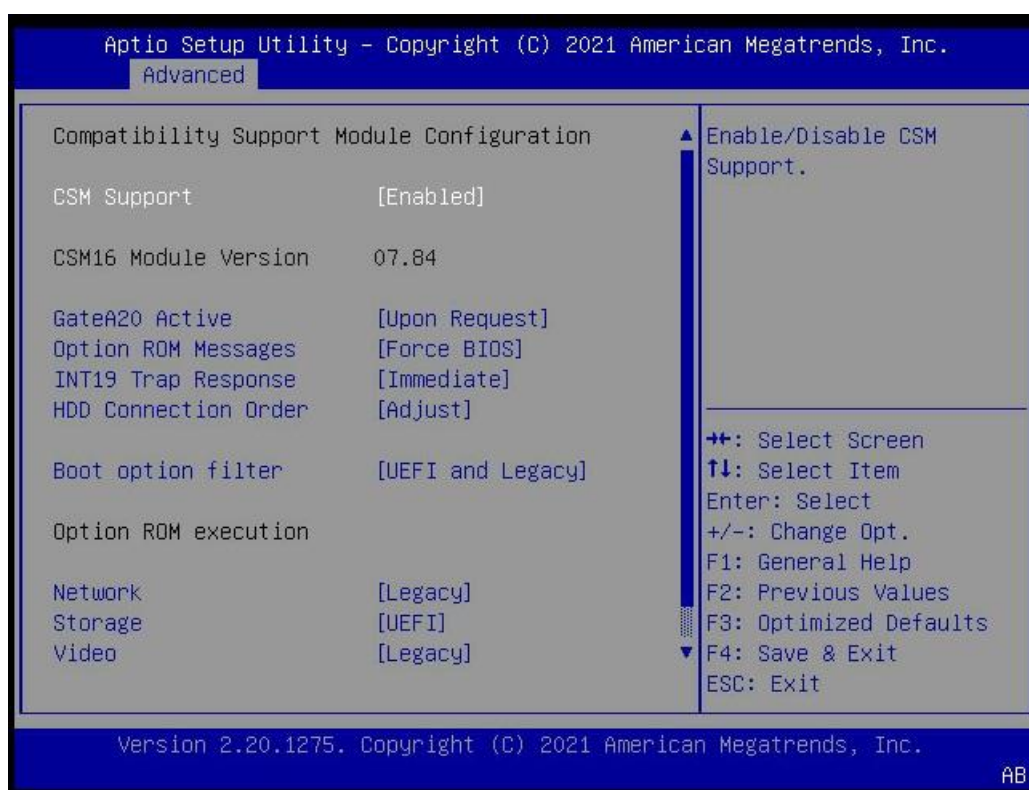 Aptio Setup Utility – Copyright (C) 2021 American Megatrends, Inc.
Advanced
Compatibility Support Module Configuration
CSM Support [Enabled]
CSM16 Module Version 07.84
GateA20 Active [Upon Request]
Option ROM Messages [Force BIOS]
INT19 Trap Response [Immediate]
HDD Connection Order [Adjust]
Boot option filter [UEFI and Legacy]
Option ROM execution
Network [Legacy]
Storage [UEFI]
Video [Legacy]
Enable/Disable CSM
Support.
→←: Select Screen
↑↓: Select Item
Enter: Select
+/-: Change Opt.
F1: General Help
F2: Previous Values
F3: Optimized Defaults
F4: Save & Exit
ESC: Exit
Version 2.20.1275. Copyright (C) 2021 American Megatrends, Inc.
AB